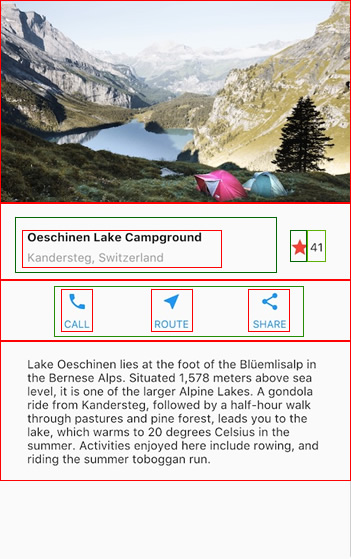 Oeschinen Lake Campground
Kandersteg, Switzerland
41
CALL
ROUTE
SHARE
Lake Oeschinen lies at the foot of the Blüemlisalp in
the Bernese Alps. Situated 1,578 meters above sea
level, it is one of the larger Alpine Lakes. A gondola
ride from Kandersteg, followed by a half-hour walk
through pastures and pine forest, leads you to the
lake, which warms to 20 degrees Celsius in the
summer. Activities enjoyed here include rowing, and
riding the summer toboggan run.